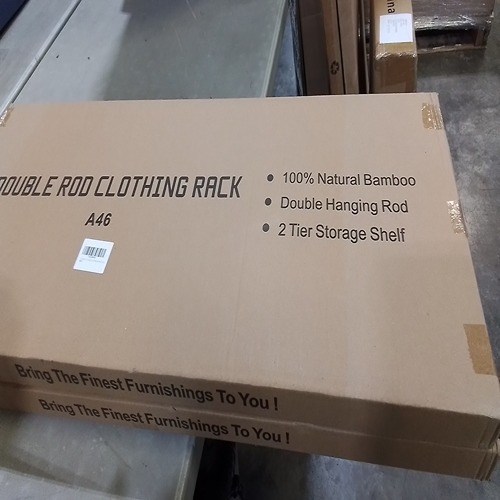 DOUBLE ROD CLOTHING RACK
A46
• 100% Natural Bamboo
• Double Hanging Rod
• 2 Tier Storage Shelf
Bring The Finest Furnishings To You !
Bring The Finest Furnishings To You !